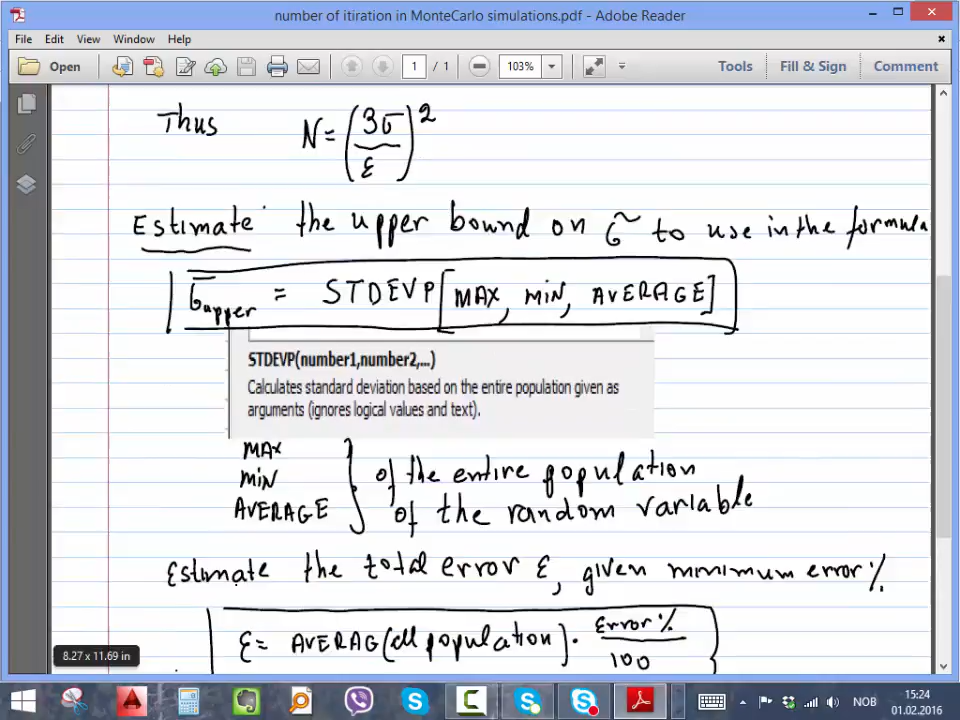 number of itiration in MonteCarlo simulations.pdf - Adobe Reader
File Edit View Window Help
Open 1 / 1 103% Tools Fill & Sign Comment
Thus N = (3σ/ε)²
Estimate the upper bound on σ to use in the formula
σupper = STDEVP[MAX, MIN, AVERAGE]
STDEVP(number1,number2,...)
Calculates standard deviation based on the entire population given as
arguments (ignores logical values and text).
MAX
MIN
AVERAGE
of the entire population
of the random variable
Estimate the total error ε, given minimum error %
ε = AVERAG(all population) · Error%/100
8.27 x 11.69 in
NOB
15:24
01.02.2016